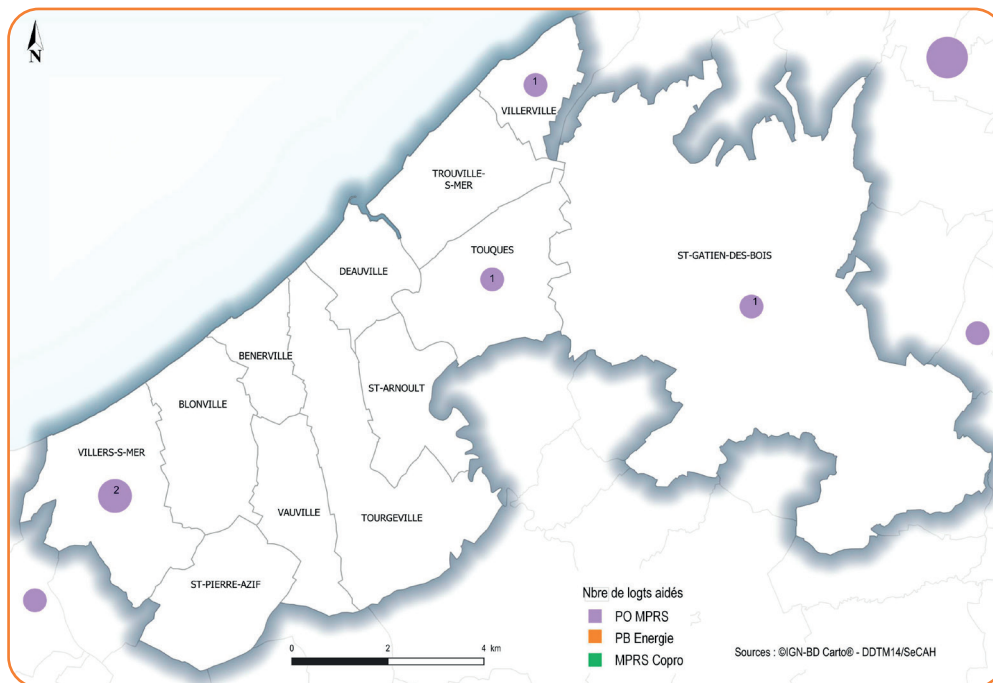 N
1
VILLERVILLE
TROUVILLE-
S-MER
TOUQUES
1
ST-GATIEN-DES-BOIS
1
DEAUVILLE
BENERVILLE
ST-ARNOULT
BLONVILLE
VILLERS-S-MER
2
VAUVILLE
TOURGEVILLE
ST-PIERRE-AZIF
Nbre de logts aidés
PO MPRS
PB Energie
MPRS Copro
0 2 4 km
Sources : ©IGN-BD Carto® - DDTM14/SeCAH